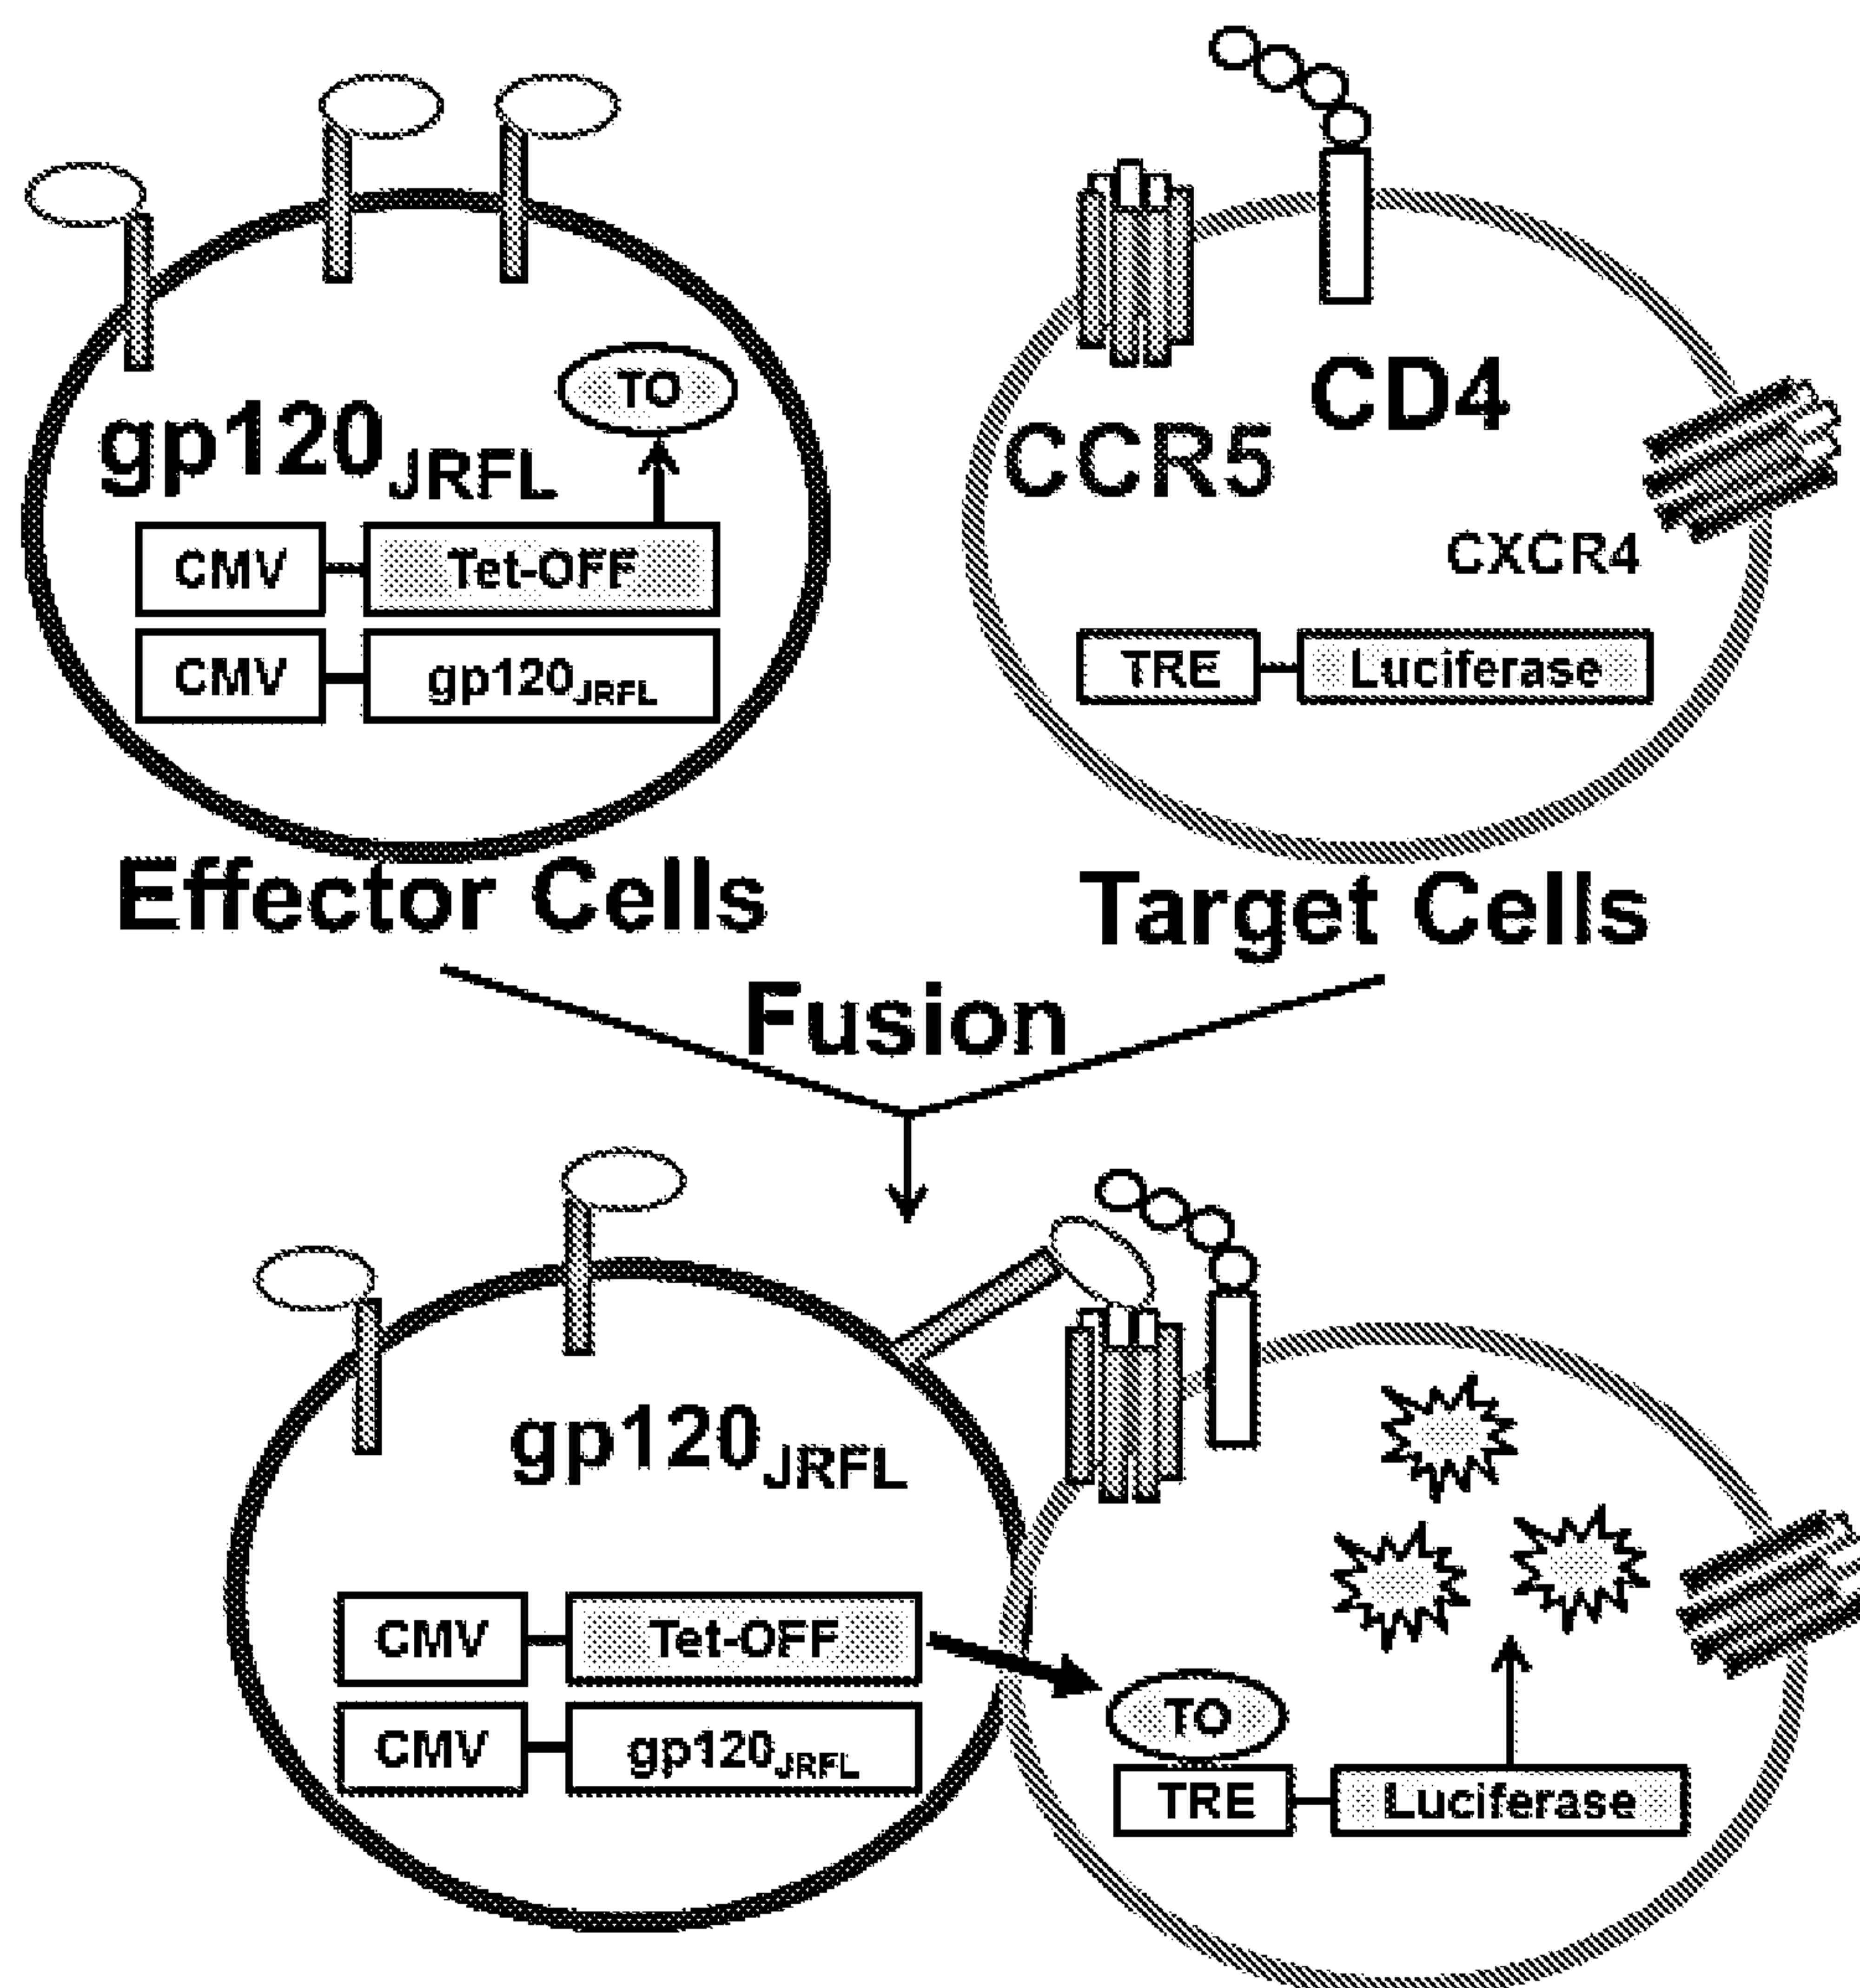 TO
gp120JRFL
CMV Tet-OFF
CMV gp120JRFL
Effector Cells
CD4
CCR5
CXCR4
TRE Luciferase
Target Cells
Fusion
gp120JRFL
CMV Tet-OFF
CMV gp120JRFL
TO
TRE Luciferase